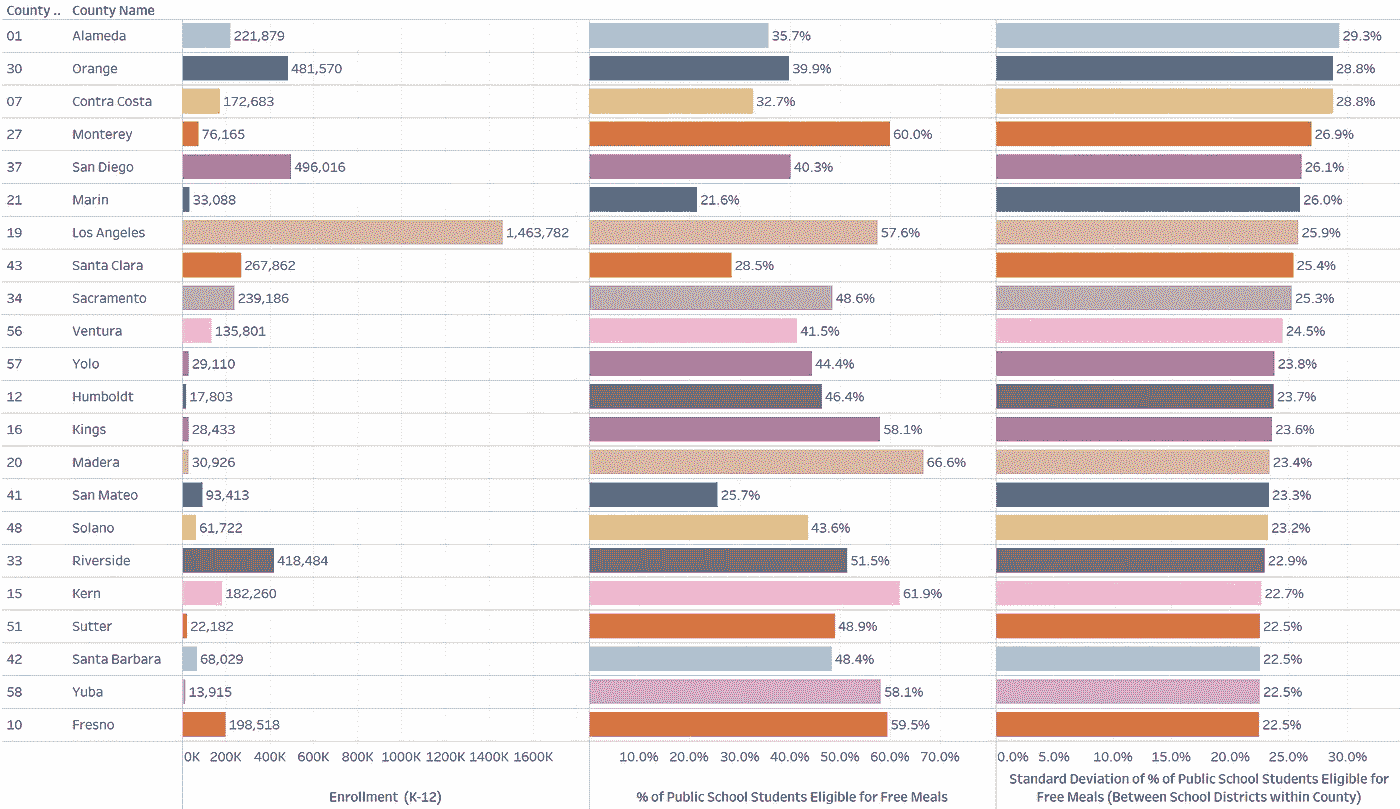 County .. County Name
01 Alameda 221,879 35.7% 29.3%
30 Orange 481,570 39.9% 28.8%
07 Contra Costa 172,683 32.7% 28.8%
27 Monterey 76,165 60.0% 26.9%
37 San Diego 496,016 40.3% 26.1%
21 Marin 33,088 21.6% 26.0%
19 Los Angeles 1,463,782 57.6% 25.9%
43 Santa Clara 267,862 28.5% 25.4%
34 Sacramento 239,186 48.6% 25.3%
56 Ventura 135,801 41.5% 24.5%
57 Yolo 29,110 44.4% 23.8%
12 Humboldt 17,803 46.4% 23.7%
16 Kings 28,433 58.1% 23.6%
20 Madera 30,926 66.6% 23.4%
41 San Mateo 93,413 25.7% 23.3%
48 Solano 61,722 43.6% 23.2%
33 Riverside 418,484 51.5% 22.9%
15 Kern 182,260 61.9% 22.7%
51 Sutter 22,182 48.9% 22.5%
42 Santa Barbara 68,029 48.4% 22.5%
58 Yuba 13,915 58.1% 22.5%
10 Fresno 198,518 59.5% 22.5%
0K 200K 400K 600K 800K 1000K 1200K 1400K 1600K 10.0% 20.0% 30.0% 40.0% 50.0% 60.0% 70.0% 0.0% 5.0% 10.0% 15.0% 20.0% 25.0% 30.0%
Enrollment (K-12)
% of Public School Students Eligible for Free Meals
Standard Deviation of % of Public School Students Eligible for
Free Meals (Between School Districts within County)